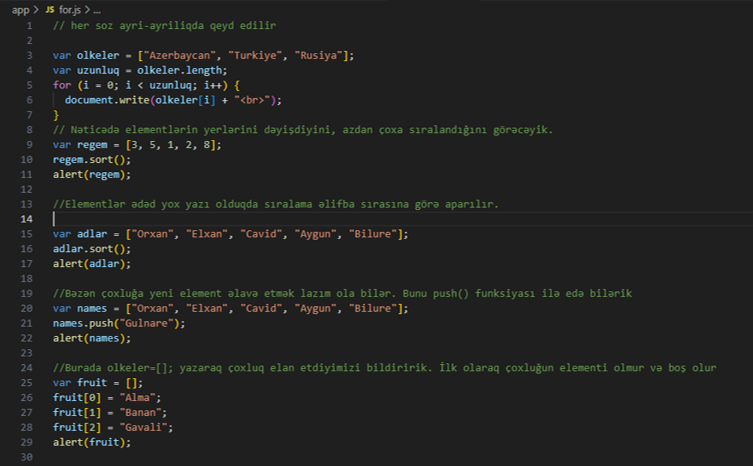 app > JS for.js > ...
1 // her soz ayri-ayriliqda qeyd edilir
2
3 var olkeler = ["Azerbaycan", "Turkiye", "Rusiya"];
4 var uzunluq = olkeler.length;
5 for (i = 0; i < uzunluq; i++) {
6   document.write(olkeler[i] + "<br>");
7 }
8 // Nəticədə elementlərin yerlərini dəyişdiyini, azdan çoxa sıralandığını görəcəyik.
9 var regem = [3, 5, 1, 2, 8];
10 regem.sort();
11 alert(regem);
12
13 //Elementlər ədəd yox yazı olduqda sıralama əlifba sırasına görə aparılır.
14
15 var adlar = ["Orxan", "Elxan", "Cavid", "Aygun", "Bilure"];
16 adlar.sort();
17 alert(adlar);
18
19 //Bəzən çoxluğa yeni element əlavə etmək lazım ola bilər. Bunu push() funksiyası ilə edə bilərik
20 var names = ["Orxan", "Elxan", "Cavid", "Aygun", "Bilure"];
21 names.push("Gulnare");
22 alert(names);
23
24 //Burada olkeler=[]; yazaraq çoxluq elan etdiyimizi bildiririk. İlk olaraq çoxluğun elementi olmur və boş olur
25 var fruit = [];
26 fruit[0] = "Alma";
27 fruit[1] = "Banan";
28 fruit[2] = "Gavali";
29 alert(fruit);
30